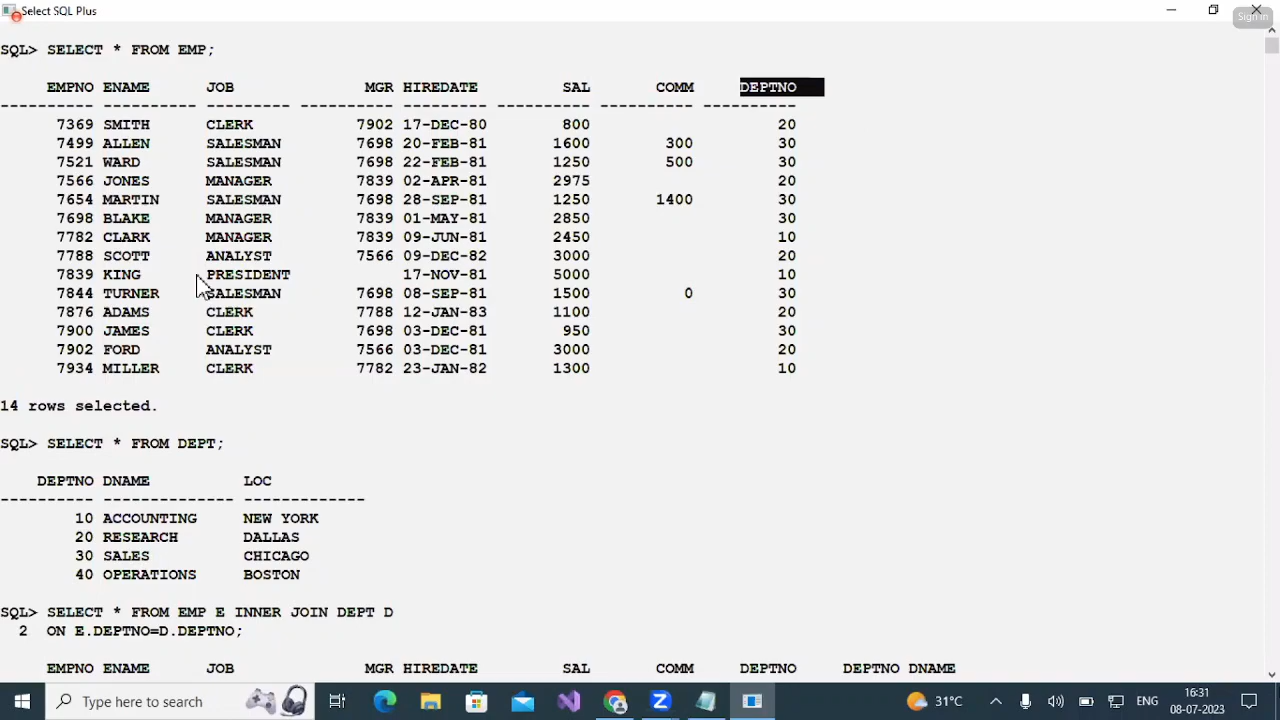 Select SQL Plus
Sign in
SQL> SELECT * FROM EMP;
EMPNO ENAME JOB MGR HIREDATE SAL COMM DEPTNO
---------- ---------- --------- ---------- --------- ---------- ---------- ----------
7369 SMITH CLERK 7902 17-DEC-80 800 20
7499 ALLEN SALESMAN 7698 20-FEB-81 1600 300 30
7521 WARD SALESMAN 7698 22-FEB-81 1250 500 30
7566 JONES MANAGER 7839 02-APR-81 2975 20
7654 MARTIN SALESMAN 7698 28-SEP-81 1250 1400 30
7698 BLAKE MANAGER 7839 01-MAY-81 2850 30
7782 CLARK MANAGER 7839 09-JUN-81 2450 10
7788 SCOTT ANALYST 7566 09-DEC-82 3000 20
7839 KING PRESIDENT 17-NOV-81 5000 10
7844 TURNER SALESMAN 7698 08-SEP-81 1500 0 30
7876 ADAMS CLERK 7788 12-JAN-83 1100 20
7900 JAMES CLERK 7698 03-DEC-81 950 30
7902 FORD ANALYST 7566 03-DEC-81 3000 20
7934 MILLER CLERK 7782 23-JAN-82 1300 10
14 rows selected.
SQL> SELECT * FROM DEPT;
DEPTNO DNAME LOC
---------- -------------- -------------
10 ACCOUNTING NEW YORK
20 RESEARCH DALLAS
30 SALES CHICAGO
40 OPERATIONS BOSTON
SQL> SELECT * FROM EMP E INNER JOIN DEPT D
2 ON E.DEPTNO=D.DEPTNO;
EMPNO ENAME JOB MGR HIREDATE SAL COMM DEPTNO DEPTNO DNAME
Type here to search
31°C
ENG
16:31
08-07-2023